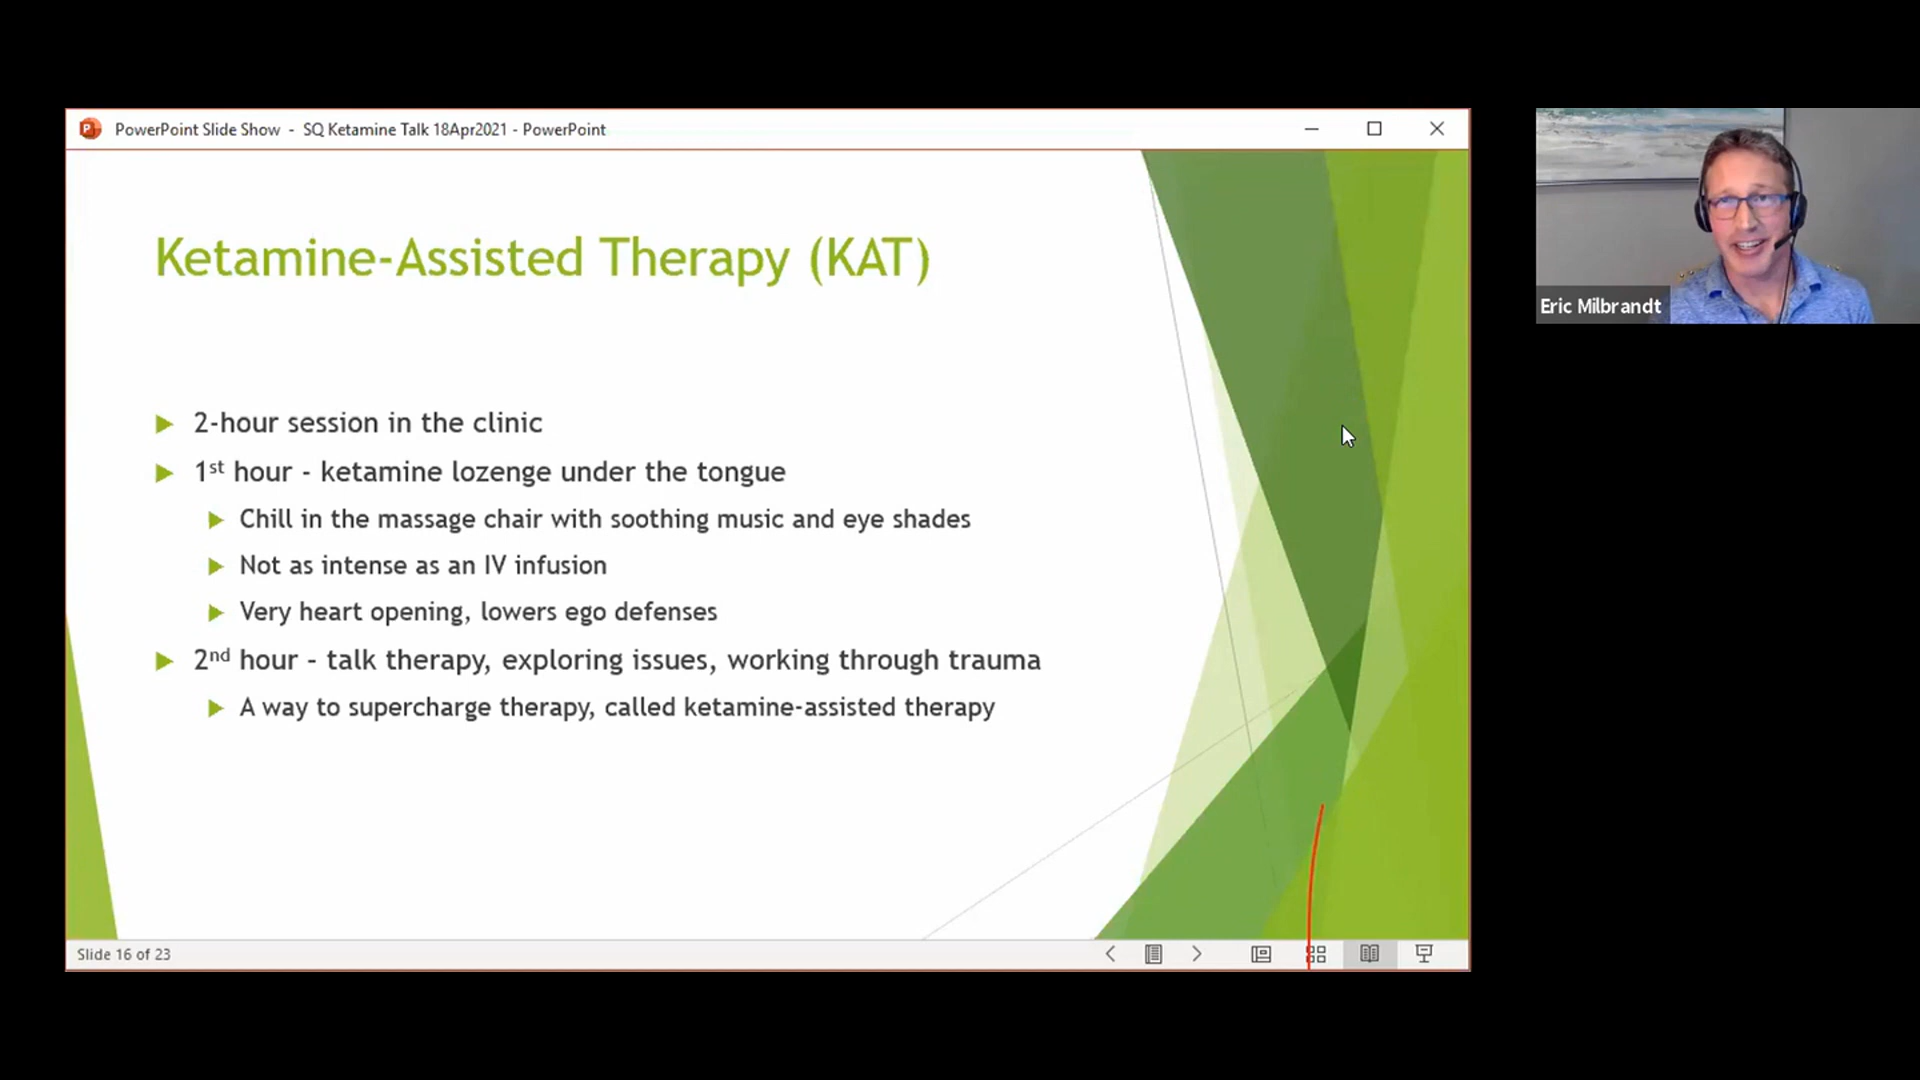 PowerPoint Slide Show - SQ Ketamine Talk 18Apr2021 - PowerPoint
Ketamine-Assisted Therapy (KAT)
2-hour session in the clinic
1st hour - ketamine lozenge under the tongue
Chill in the massage chair with soothing music and eye shades
Not as intense as an IV infusion
Very heart opening, lowers ego defenses
2nd hour – talk therapy, exploring issues, working through trauma
A way to supercharge therapy, called ketamine-assisted therapy
Slide 16 of 23
Eric Milbrandt